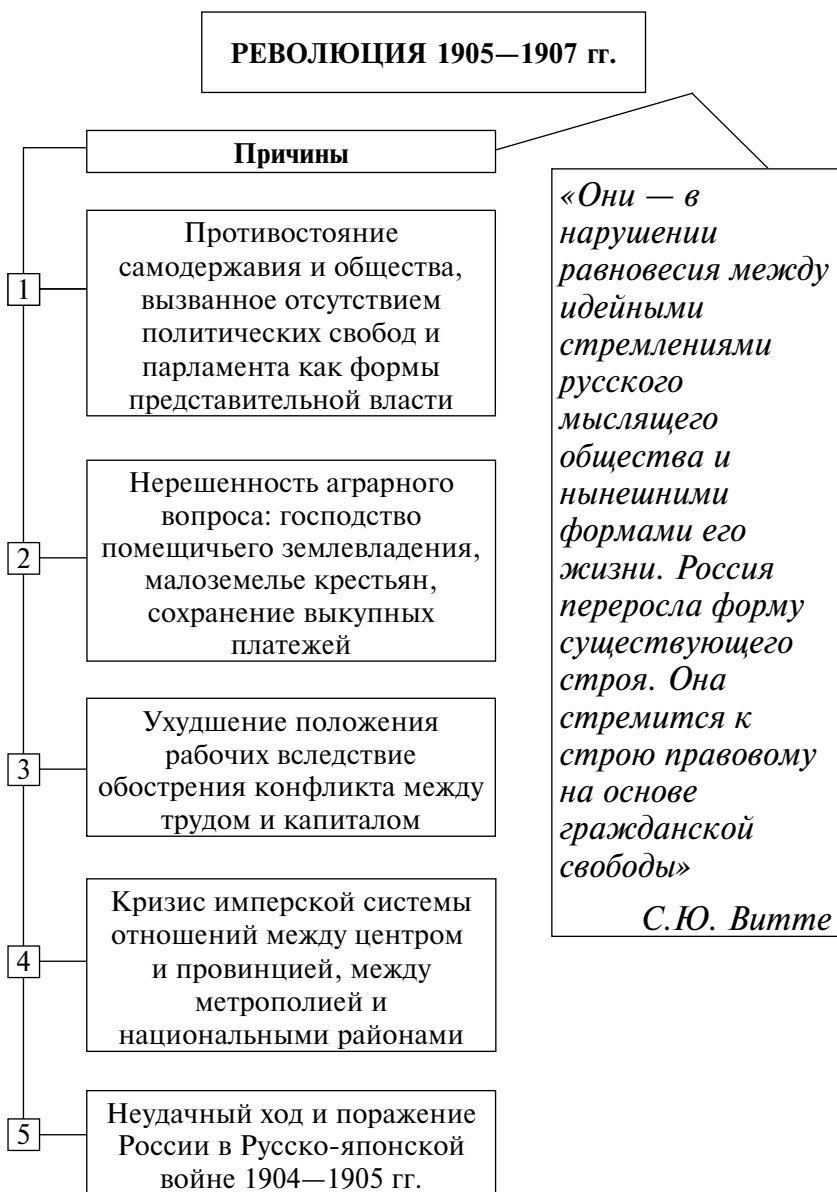 РЕВОЛЮЦИЯ 1905—1907 гг.
Причины
1
Противостояние
самодержавия и общества,
вызванное отсутствием
политических свобод и
парламента как формы
представительной власти
2
Нерешенность аграрного
вопроса: господство
помещичьего землевладения,
малоземелье крестьян,
сохранение выкупных
платежей
3
Ухудшение положения
рабочих вследствие
обострения конфликта между
трудом и капиталом
4
Кризис имперской системы
отношений между центром
и провинцией, между
метрополией и
национальными районами
5
Неудачный ход и поражение
России в Русско-японской
войне 1904—1905 гг.
«Они — в
нарушении
равновесия между
идейными
стремлениями
русского
мыслящего
общества и
нынешними
формами его
жизни. Россия
переросла форму
существующего
строя. Она
стремится к
строю правовому
на основе
гражданской
свободы»
С.Ю. Витте